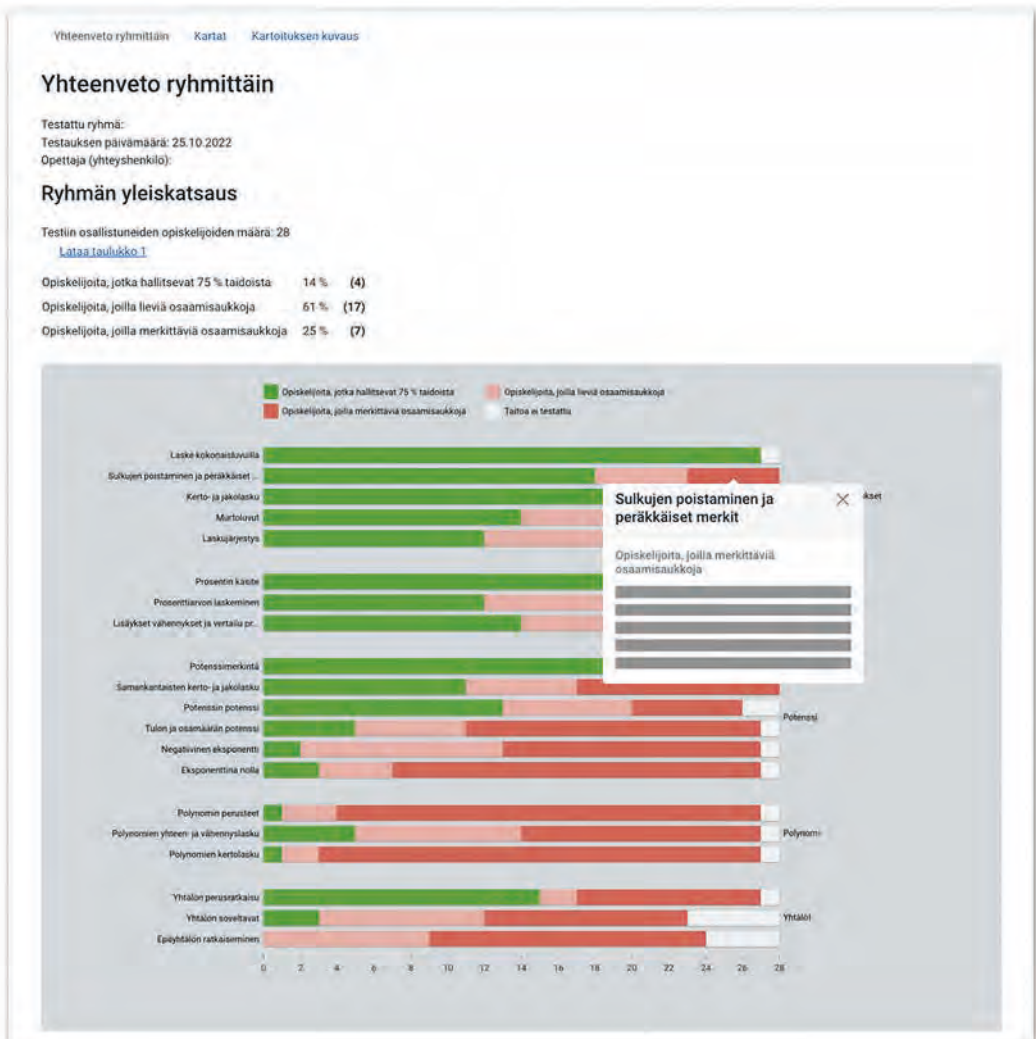 Yhteenveto ryhmittäin Kartat Kartoituksen kuvaus
Yhteenveto ryhmittäin
Testattu ryhmä:
Testauksen päivämäärä: 25.10.2022
Opettaja (yhteyshenkilö):
Ryhmän yleiskatsaus
Testiin osallistuneiden opiskelijoiden määrä: 28
Lataa taulukko 1
Opiskelijoita, jotka hallitsevat 75 % taidoista 14 % (4)
Opiskelijoita, joilla lieviä osaamisaukkoja 61 % (17)
Opiskelijoita, joilla merkittäviä osaamisaukkoja 25 % (7)
Opiskelijoita, jotka hallitsevat 75 % taidoista Opiskelijoita, joilla lieviä osaamisaukkoja
Opiskelijoita, joilla merkittäviä osaamisaukkoja Taitoa ei testattu
Laske kokonaisluvuilla
Sulkujen poistaminen ja peräkkäiset ...
Kerto- ja jakolasku
Murtoluvut
Laskujärjestys
kset
Sulkujen poistaminen ja
peräkkäiset merkit
Opiskelijoita, joilla merkittäviä
osaamisaukkoja
Prosentin käsite
Prosenttiarvon laskeminen
Lisäykset vähennykset ja vertailu pr...
Potenssimerkintä
Samankantaisten kerto- ja jakolasku
Potenssin potenssi
Tulon ja osamäärän potenssi
Negatiivinen eksponentti
Eksponenttina nolla
Potenssi
Polynomin perusteet
Polynomien yhteen- ja vähennyslasku
Polynomien kertolasku
Polynomi
Yhtälön perusratkaisu
Yhtälön soveltavat
Epäyhtälön ratkaiseminen
Yhtälöt
0 2 4 6 8 10 12 14 16 18 20 22 24 26 28